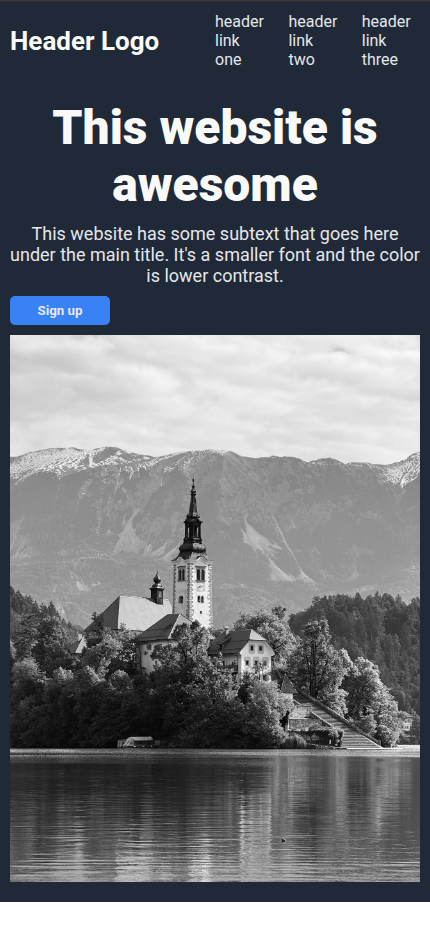 Header Logo
header link one
header link two
header link three
This website is
awesome
This website has some subtext that goes here
under the main title. It's a smaller font and the color
is lower contrast.
Sign up